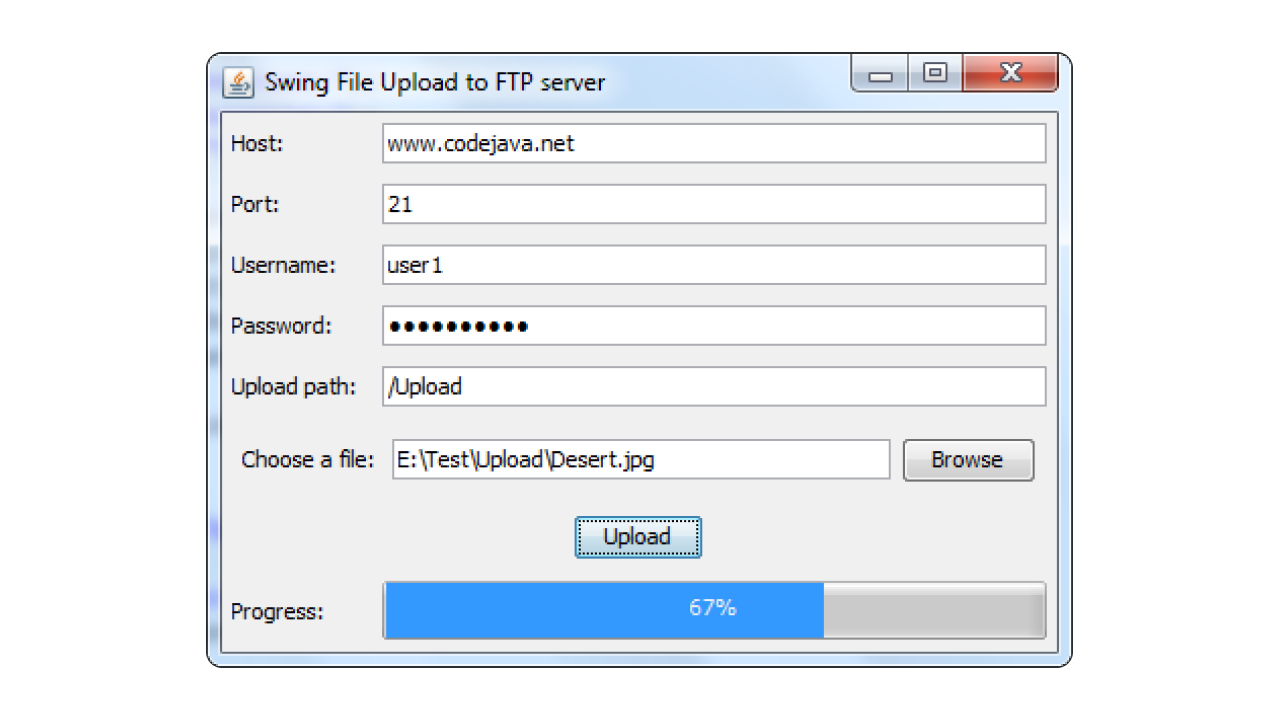 Swing File Upload to FTP server
Host: www.codejava.net
Port: 21
Username: user1
Password: ••••••••••
Upload path: /Upload
Choose a file: E:\Test\Upload\Desert.jpg Browse
Upload
Progress: 67%